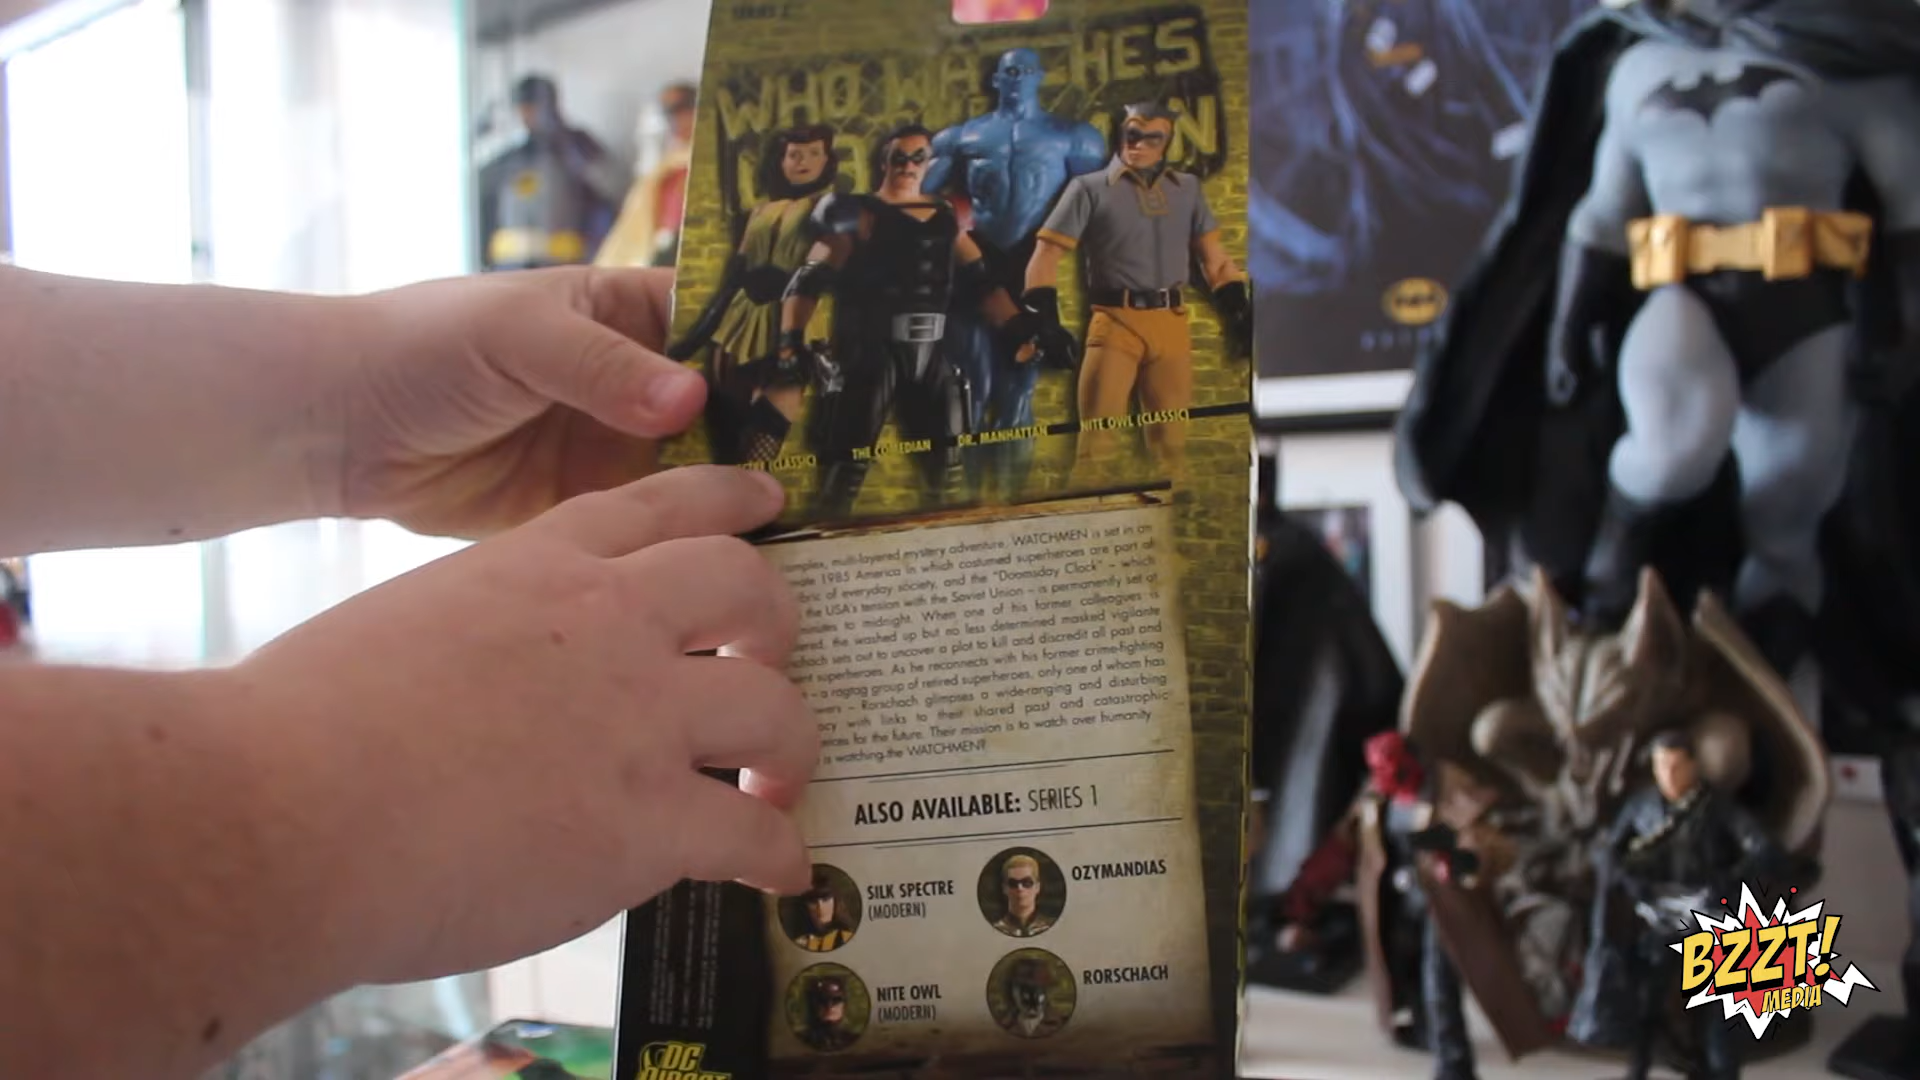 SERIES 2
WHO WATCHES
THE COMEDIAN
DR. MANHATTAN
NITE OWL (CLASSIC)
(CLASSIC)
multi-layered mystery adventure, WATCHMEN is set in an
1985 America in which costumed superheroes are part of
of everyday society, and the "Doomsday Clock" – which
the USA's tension with the Soviet Union – is permanently set at
minutes to midnight. When one of his former colleagues is
the washed up but no less determined masked vigilante
sets out to uncover a plot to kill and discredit all past and
superheroes. As he reconnects with his former crime-fighting
– a ragtag group of retired superheroes, only one of whom has
– Rorschach glimpses a wide-ranging and disturbing
with links to their shared past and catastrophic
for the future. Their mission is to watch over humanity
is watching the WATCHMEN?
ALSO AVAILABLE: SERIES 1
SILK SPECTRE
(MODERN)
OZYMANDIAS
NITE OWL
(MODERN)
RORSCHACH
DC
DIRECT
BZZT!
MEDIA